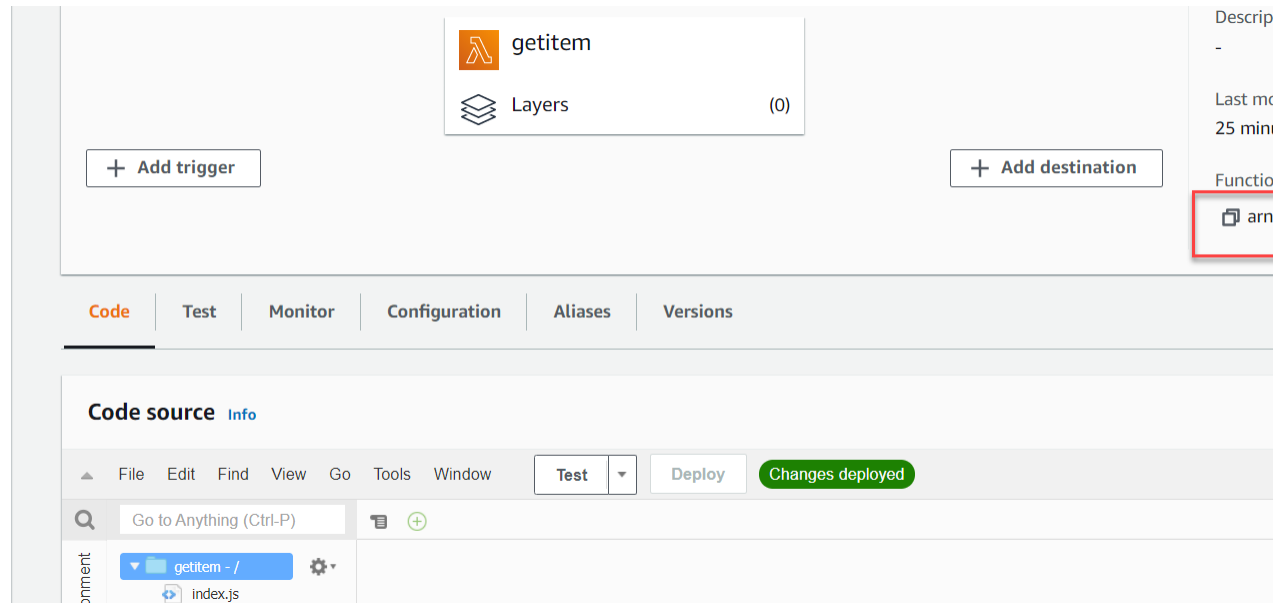 getitem
Layers (0)
+ Add trigger
+ Add destination
Descrip
-
Last mo
25 min
Functio
arn
Code Test Monitor Configuration Aliases Versions
Code source Info
File Edit Find View Go Tools Window Test Deploy Changes deployed
Go to Anything (Ctrl-P)
getitem - /
index.js